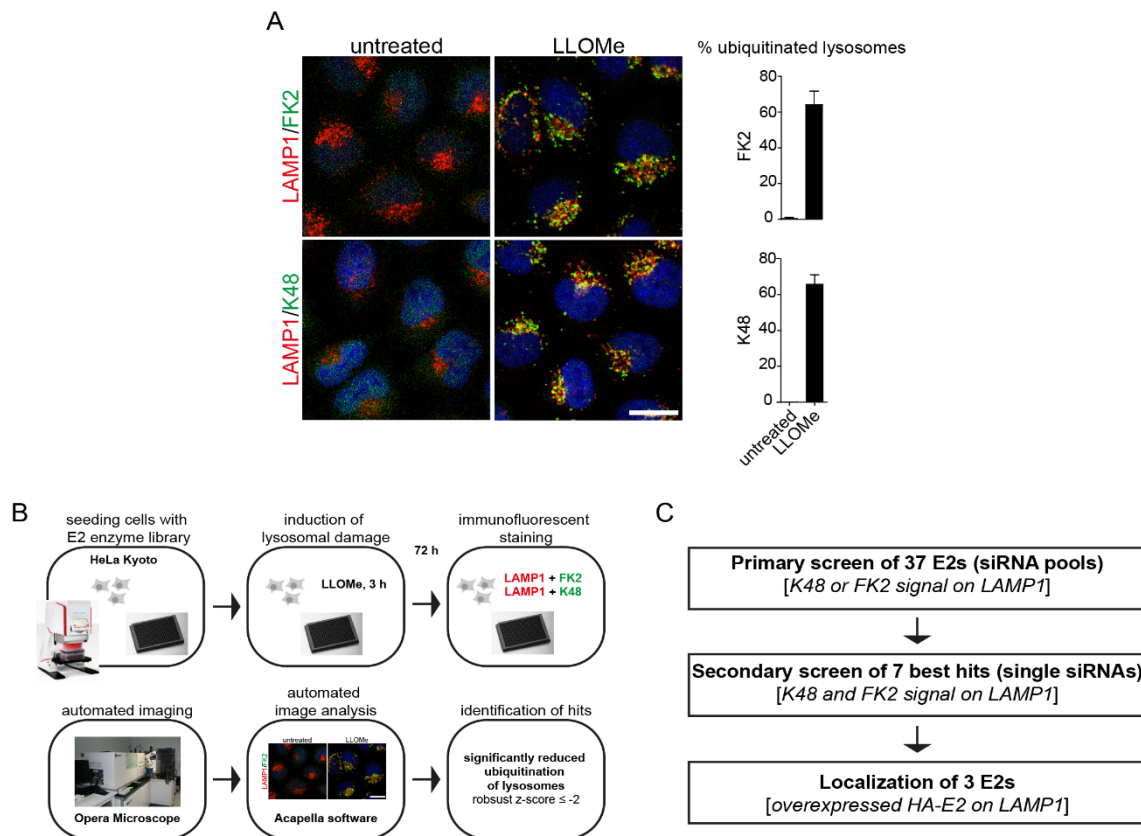 A
untreated
LLOMe
% ubiquitinated lysosomes
LAMP1/FK2
80
60
40
20
0
FK2
LAMP1/K48
80
60
40
20
0
K48
untreated
LLOMe
B
seeding cells with
E2 enzyme library
HeLa Kyoto
induction of
lysosomal damage
LLOMe, 3 h
72 h
immunofluorescent
staining
LAMP1 + FK2
LAMP1 + K48
automated imaging
Opera Microscope
automated
image analysis
untreated
LLOMe
LAMP1/FK2
Acapella software
identification of hits
significantly reduced
ubiquitination
of lysosomes
robsust z-score ≤ -2
C
Primary screen of 37 E2s (siRNA pools)
[K48 or FK2 signal on LAMP1]
Secondary screen of 7 best hits (single siRNAs)
[K48 and FK2 signal on LAMP1]
Localization of 3 E2s
[overexpressed HA-E2 on LAMP1]